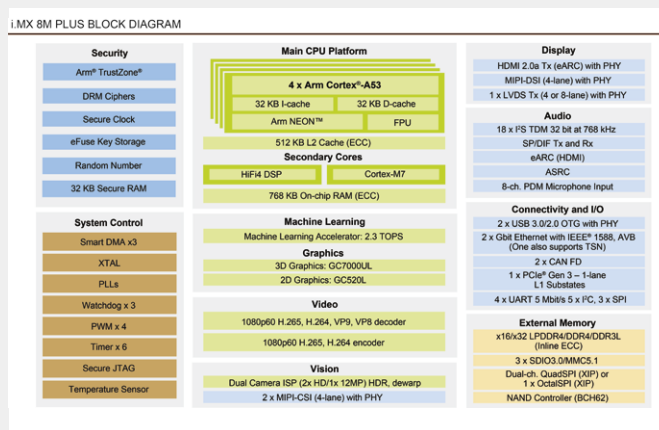 i.MX 8M PLUS BLOCK DIAGRAM
Security
Arm® TrustZone®
DRM Ciphers
Secure Clock
eFuse Key Storage
Random Number
32 KB Secure RAM
System Control
Smart DMA x3
XTAL
PLLs
Watchdog x 3
PWM x 4
Timer x 6
Secure JTAG
Temperature Sensor
Main CPU Platform
4 x Arm Cortex®-A53
32 KB I-cache
32 KB D-cache
Arm NEON™
FPU
512 KB L2 Cache (ECC)
Secondary Cores
HiFi4 DSP
Cortex-M7
768 KB On-chip RAM (ECC)
Machine Learning
Machine Learning Accelerator: 2.3 TOPS
Graphics
3D Graphics: GC7000UL
2D Graphics: GC520L
Video
1080p60 H.265, H.264, VP9, VP8 decoder
1080p60 H.265, H.264 encoder
Vision
Dual Camera ISP (2x HD/1x 12MP) HDR, dewarp
2 x MIPI-CSI (4-lane) with PHY
Display
HDMI 2.0a Tx (eARC) with PHY
MIPI-DSI (4-lane) with PHY
1 x LVDS Tx (4 or 8-lane) with PHY
Audio
18 x I²S TDM 32 bit at 768 kHz
SP/DIF Tx and Rx
eARC (HDMI)
ASRC
8-ch. PDM Microphone Input
Connectivity and I/O
2 x USB 3.0/2.0 OTG with PHY
2 x Gbit Ethernet with IEEE® 1588, AVB
(One also supports TSN)
2 x CAN FD
1 x PCIe® Gen 3 – 1-lane
L1 Substates
4 x UART 5 Mbit/s 5 x I²C, 3 x SPI
External Memory
x16/x32 LPDDR4/DDR4/DDR3L
(Inline ECC)
3 x SDIO3.0/MMC5.1
Dual-ch. QuadSPI (XIP) or
1 x OctalSPI (XIP)
NAND Controller (BCH62)